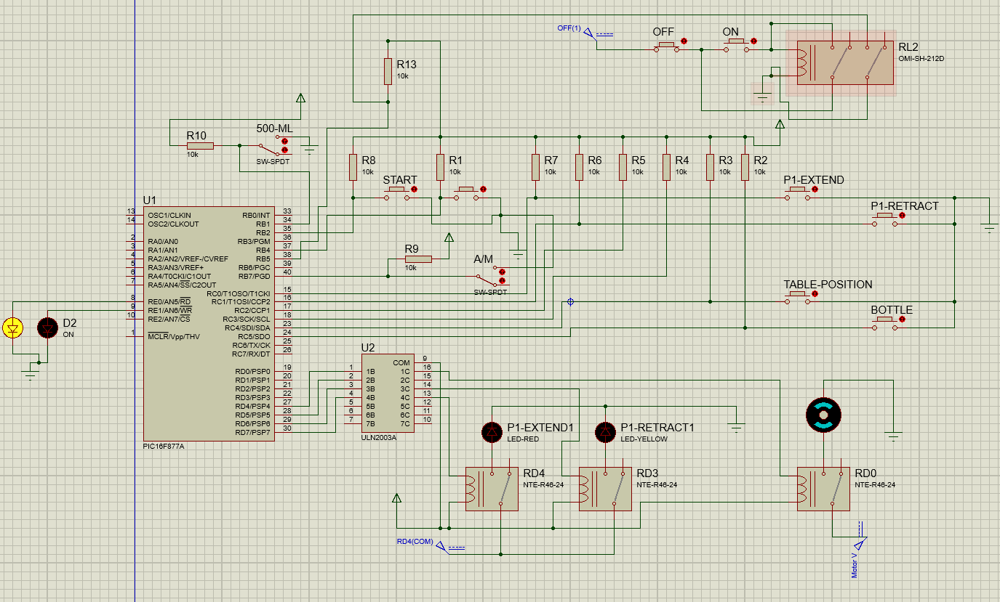 OFF(1)
OFF
ON
RL2
OMI-SH-212D
R13
10k
500-ML
R10
10k
SW-SPDT
R8
10k
R1
10k
R7
10k
R6
10k
R5
10k
R4
10k
R3
10k
R2
10k
START
P1-EXTEND
P1-RETRACT
U1
13 OSC1/CLKIN RB0/INT 33
14 OSC2/CLKOUT RB1 34
RB2 35
2 RA0/AN0 RB3/PGM 36
3 RA1/AN1 RB4 37
4 RA2/AN2/VREF-/CVREF RB5 38
5 RA3/AN3/VREF+ RB6/PGC 39
6 RA4/T0CKI/C1OUT RB7/PGD 40
7 RA5/AN4/SS/C2OUT
RC0/T1OSO/T1CKI 15
8 RE0/AN5/RD RC1/T1OSI/CCP2 16
9 RE1/AN6/WR RC2/CCP1 17
10 RE2/AN7/CS RC3/SCK/SCL 18
RC4/SDI/SDA 23
1 MCLR/Vpp/THV RC5/SDO 24
RC6/TX/CK 25
RC7/RX/DT 26
RD0/PSP0 19
RD1/PSP1 20
RD2/PSP2 21
RD3/PSP3 22
RD4/PSP4 27
RD5/PSP5 28
RD6/PSP6 29
RD7/PSP7 30
PIC16F877A
R9
10k
A/M
SW-SPDT
TABLE-POSITION
BOTTLE
D2
ON
U2
COM 9
1 1B 1C 16
2 2B 2C 15
3 3B 3C 14
4 4B 4C 13
5 5B 5C 12
6 6B 6C 11
7 7B 7C 10
ULN2003A
P1-EXTEND1
LED-RED
P1-RETRACT1
LED-YELLOW
RD4
NTE-R46-24
RD3
NTE-R46-24
RD0
NTE-R46-24
RD4(COM)
Motor V